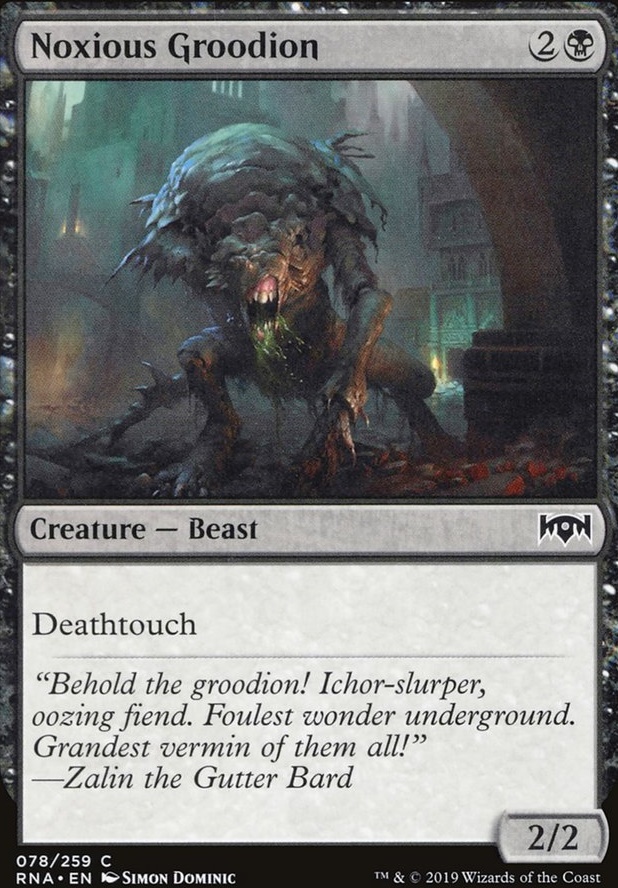 Noxious Groodion 2
Creature — Beast
Deathtouch
“Behold the groodion! Ichor-slurper,
oozing fiend. Foulest wonder underground.
Grandest vermin of them all!”
—Zalin the Gutter Bard
2/2
078/259 C
RNA • EN Simon Dominic
™ & © 2019 Wizards of the Coast